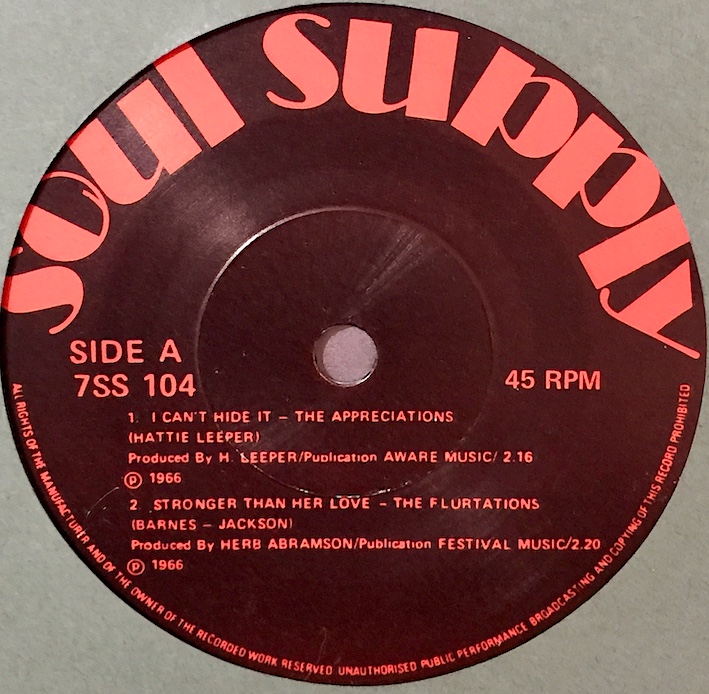 soul supply
SIDE A
7SS 104
45 RPM
1. I CAN'T HIDE IT – THE APPRECIATIONS
(HATTIE LEEPER)
Produced By H. LEEPER/Publication AWARE MUSIC/ 2.16
Ⓟ 1966
2. STRONGER THAN HER LOVE – THE FLURTATIONS
(BARNES – JACKSON)
Produced By HERB ABRAMSON/Publication FESTIVAL MUSIC/2.20
Ⓟ 1966
ALL RIGHTS OF THE MANUFACTURER AND OF THE OWNER OF THE RECORDED WORK RESERVED UNAUTHORISED PUBLIC PERFORMANCE BROADCASTING AND COPYING OF THIS RECORD PROHIBITED